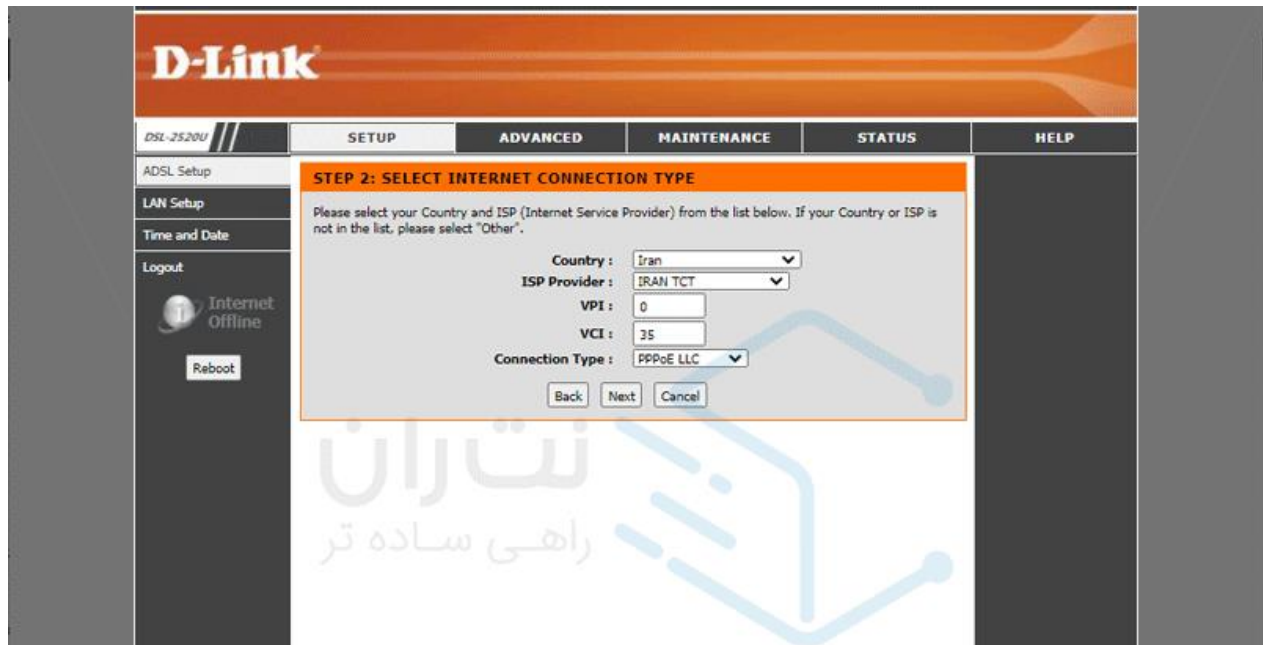 D-Link
DSL-2520U
SETUP
ADVANCED
MAINTENANCE
STATUS
HELP
ADSL Setup
LAN Setup
Time and Date
Logout
Internet
Offline
Reboot
STEP 2: SELECT INTERNET CONNECTION TYPE
Please select your Country and ISP (Internet Service Provider) from the list below. If your Country or ISP is
not in the list, please select "Other".
Country : Iran
ISP Provider : IRAN TCT
VPI : 0
VCI : 35
Connection Type : PPPoE LLC
Back Next Cancel
نت ران
راهی ساده تر